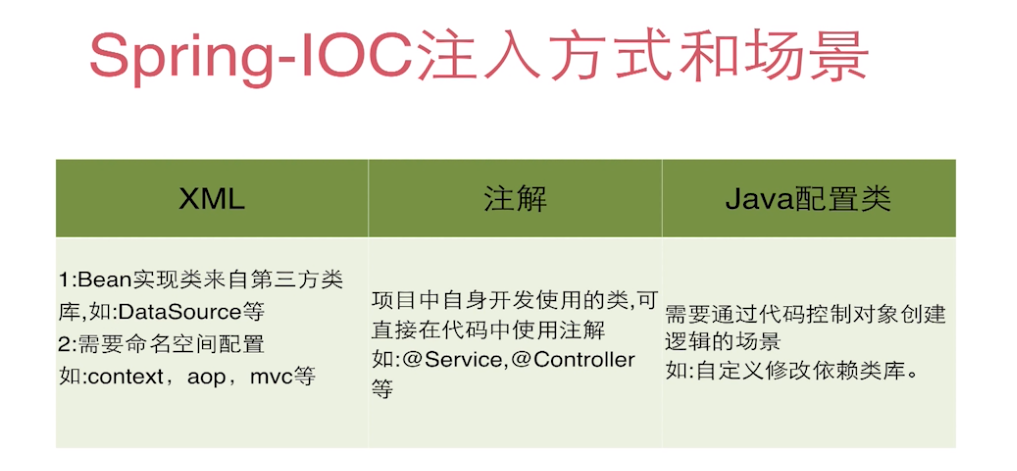 Spring-IOC注入方式和场景
XML
注解
Java配置类
1:Bean实现类来自第三方类
库,如:DataSource等
2:需要命名空间配置
如:context，aop，mvc等
项目中自身开发使用的类,可
直接在代码中使用注解
如:@Service,@Controller
等
需要通过代码控制对象创建
逻辑的场景
如:自定义修改依赖类库。